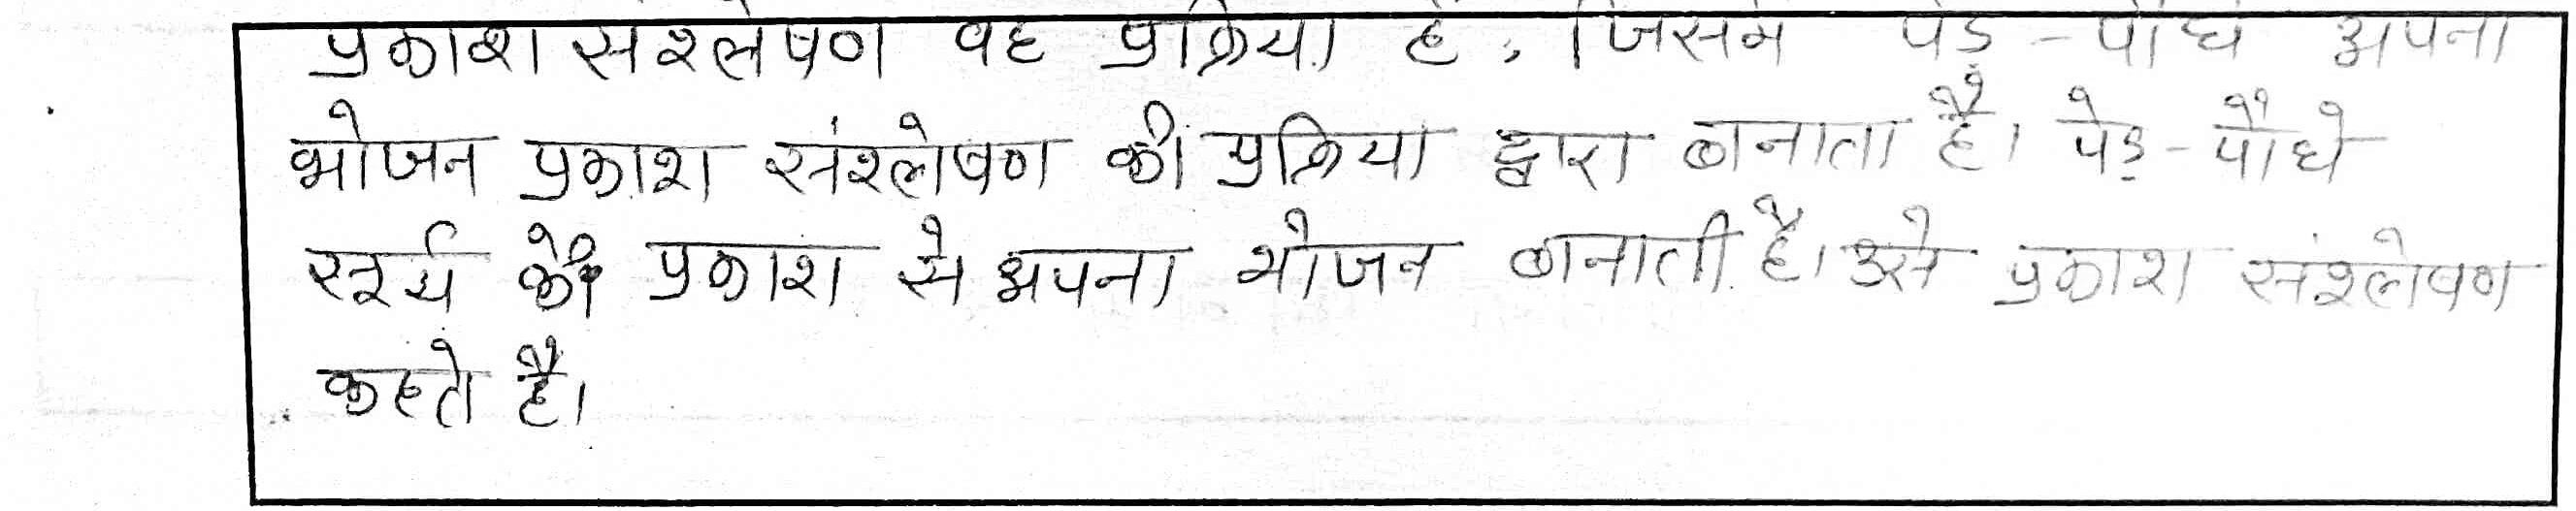 प्रकाश संश्लेषण वह प्रक्रिया है, जिसमें पेड़-पौधे अपना
भोजन प्रकाश संश्लेषण की प्रक्रिया द्वारा बनाता है। पेड़-पौधे
सूर्य की प्रकाश से अपना भोजन बनाती है। उसे प्रकाश संश्लेषण
कहते है।